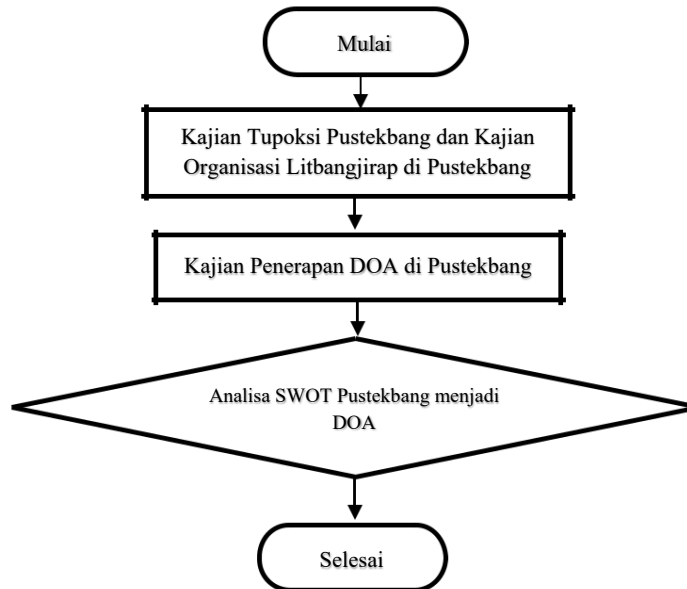 Mulai
Kajian Tupoksi Pustekbang dan Kajian
Organisasi Litbangjirap di Pustekbang
Kajian Penerapan DOA di Pustekbang
Analisa SWOT Pustekbang menjadi
DOA
Selesai